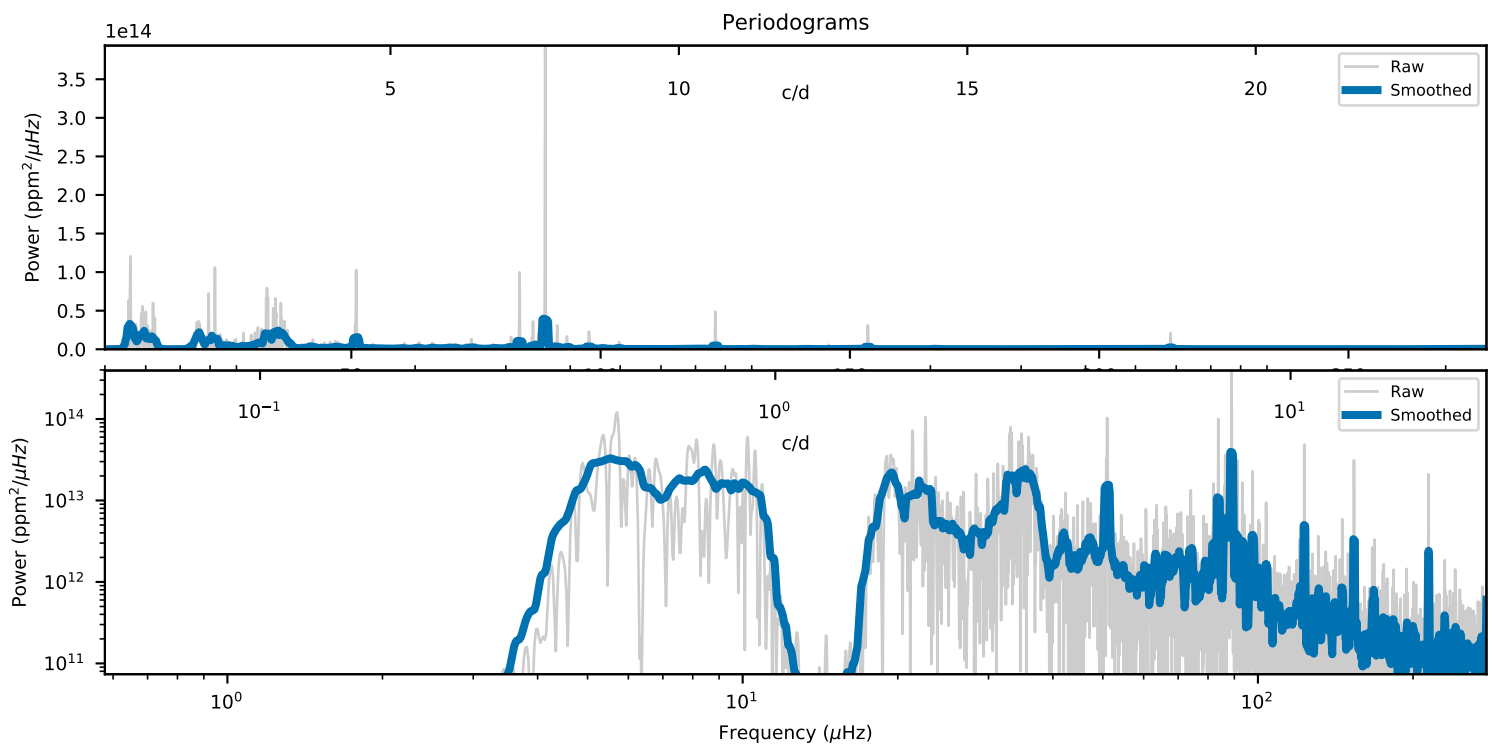 Periodograms
1e14
Power (ppm²/μHz)
3.5
3.0
2.5
2.0
1.5
1.0
0.5
0.0
5
10
15
20
c/d
Raw
Smoothed
Power (ppm²/μHz)
10¹⁴
10¹³
10¹²
10¹¹
10⁻¹
10⁰
10¹
c/d
Raw
Smoothed
10⁰
10¹
10²
Frequency (μHz)